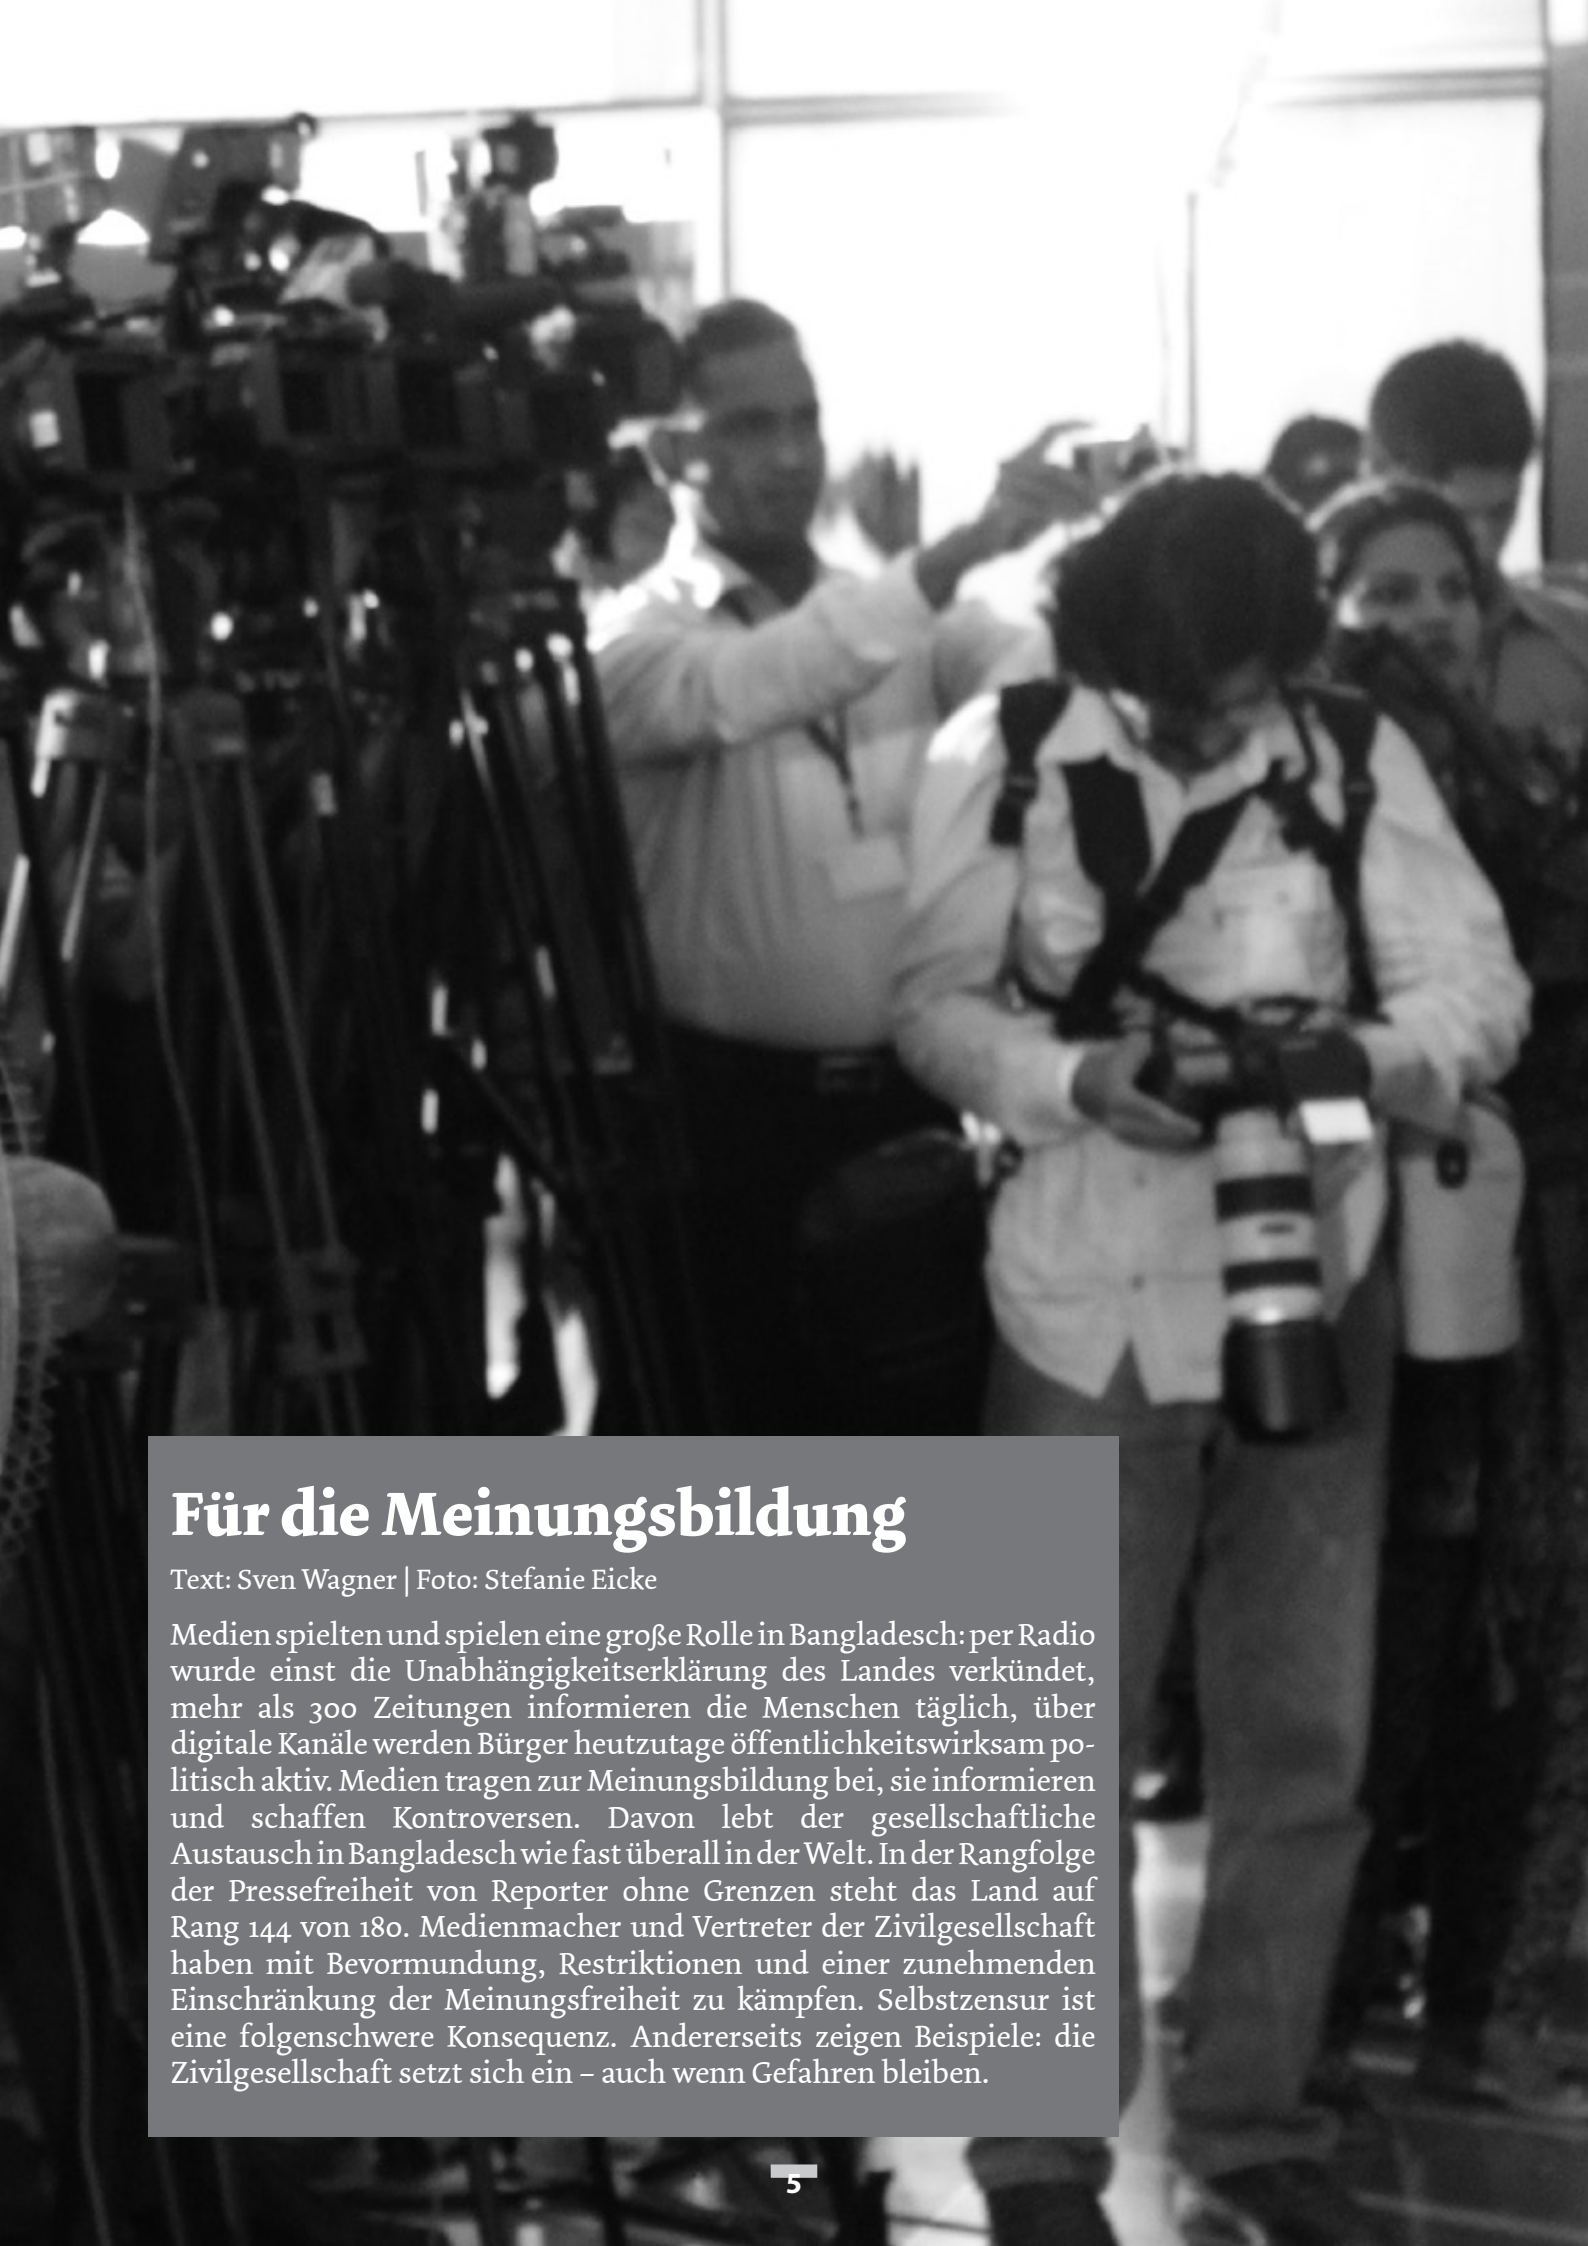 Für die Meinungsbildung
Text: Sven Wagner | Foto: Stefanie Eicke
Medien spielten und spielen eine große Rolle in Bangladesch: per Radio
wurde einst die Unabhängigkeitserklärung des Landes verkündet,
mehr als 300 Zeitungen informieren die Menschen täglich, über
digitale Kanäle werden Bürger heutzutage öffentlichkeitswirksam po-
litisch aktiv. Medien tragen zur Meinungsbildung bei, sie informieren
und schaffen Kontroversen. Davon lebt der gesellschaftliche
Austausch in Bangladesch wie fast überall in der Welt. In der Rangfolge
der Pressefreiheit von Reporter ohne Grenzen steht das Land auf
Rang 144 von 180. Medienmacher und Vertreter der Zivilgesellschaft
haben mit Bevormundung, Restriktionen und einer zunehmenden
Einschränkung der Meinungsfreiheit zu kämpfen. Selbstzensur ist
eine folgenschwere Konsequenz. Andererseits zeigen Beispiele: die
Zivilgesellschaft setzt sich ein – auch wenn Gefahren bleiben.
5